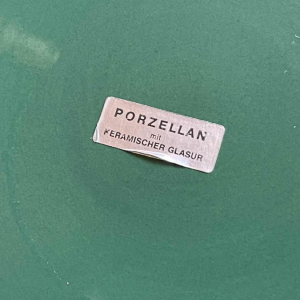 PORZELLAN
mit
KERAMISCHER GLASUR